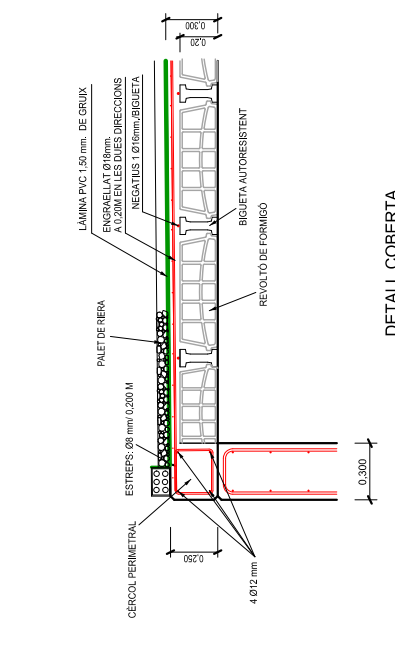 LÀMINA PVC 1,50 mm. DE GRUIX
ENGRAELLAT Ø18mm.
A 0.20M EN LES DUES DIRECCIONS
NEGATIUS 1 Ø16mm./BIGUETA
PALET DE RIERA
ESTREPS: Ø8 mm/ 0,200 M
CÈRCOL PERIMETRAL
BIGUETA AUTORESISTENT
REVOLTÓ DE FORMIGÓ
4 Ø12 mm
0,300
0,20
0,250
0,300
DETALL COBERTA